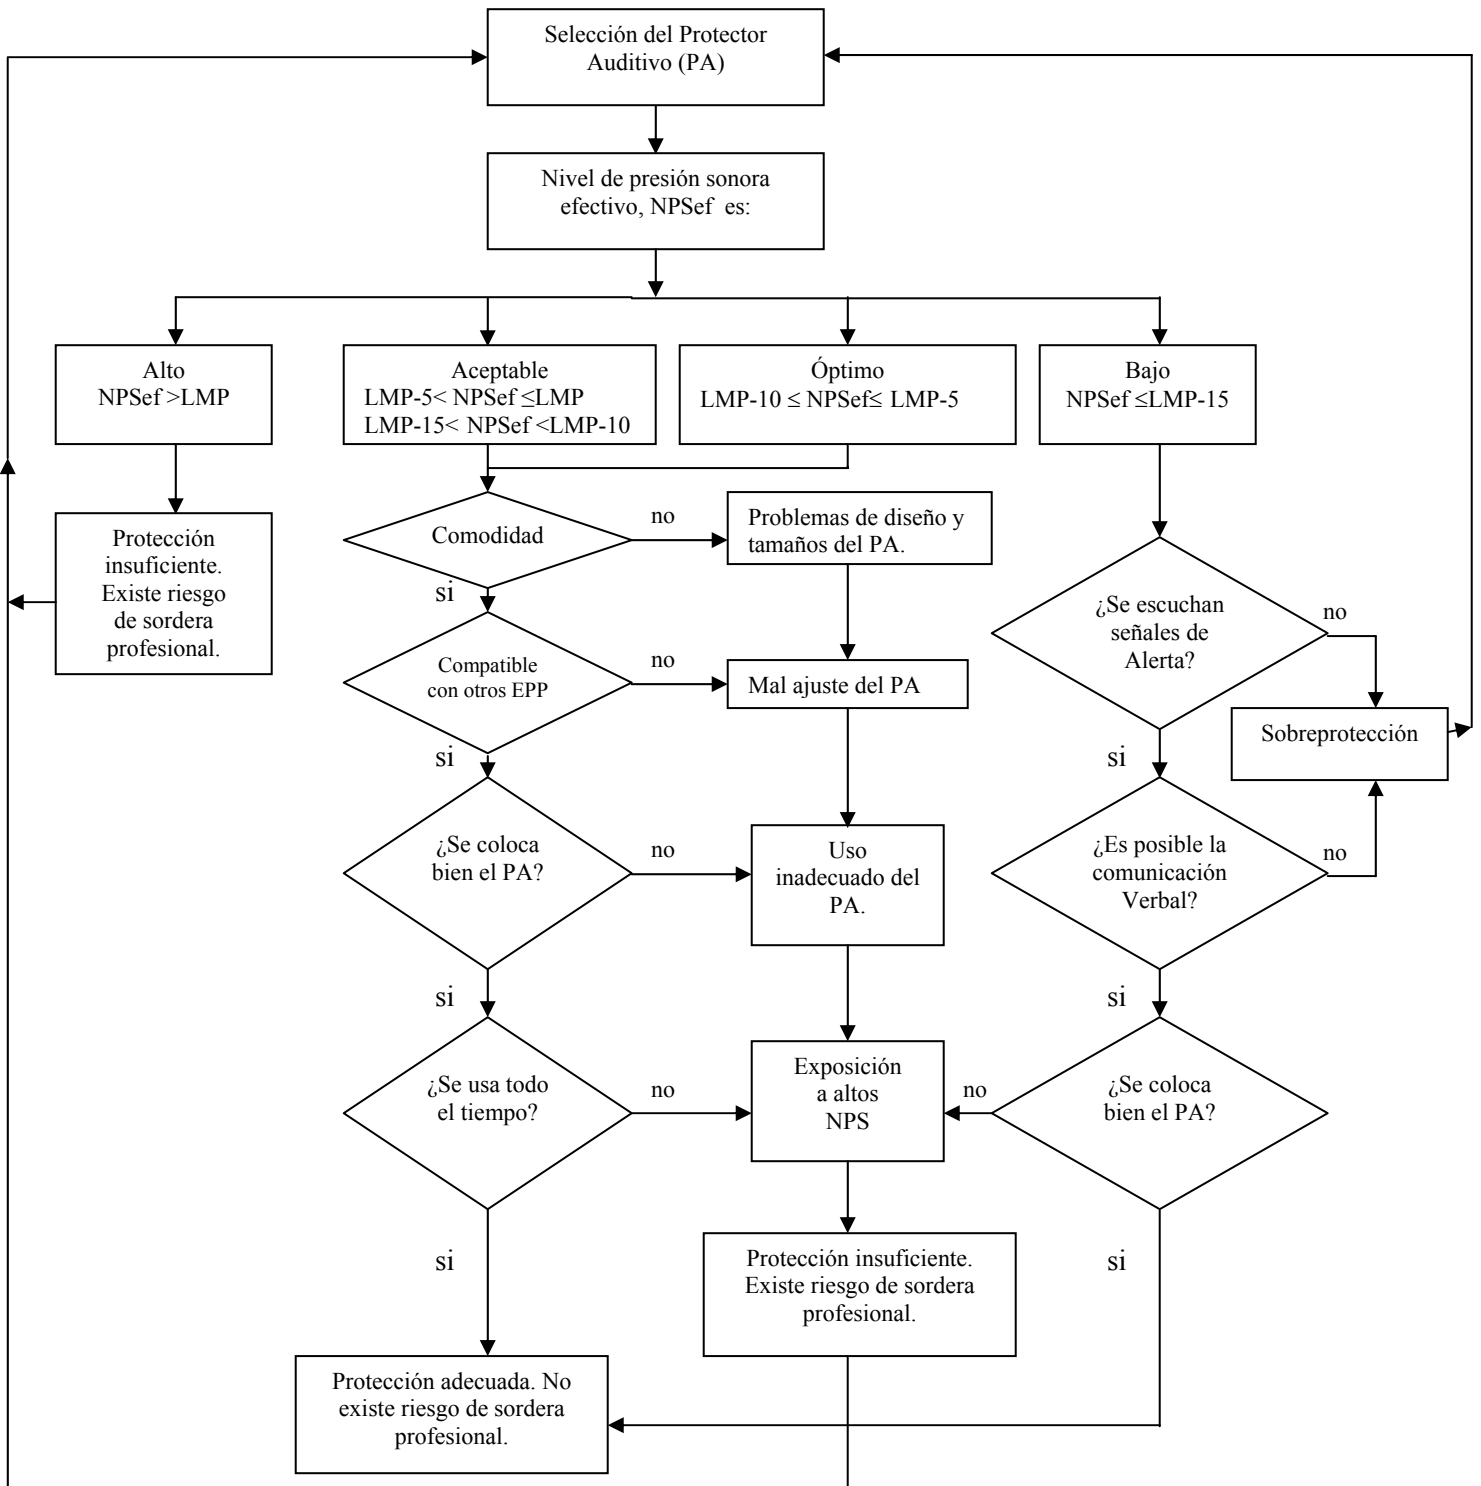 Selección del Protector
Auditivo (PA)
Nivel de presión sonora
efectivo, NPSef es:
Alto
NPSef >LMP
Aceptable
LMP-5< NPSef ≤LMP
LMP-15< NPSef <LMP-10
Óptimo
LMP-10 ≤ NPSef≤ LMP-5
Bajo
NPSef ≤LMP-15
Protección
insuficiente.
Existe riesgo
de sordera
profesional.
Comodidad
no
Problemas de diseño y
tamaños del PA.
si
¿Se escuchan
señales de
Alerta?
no
Compatible
con otros EPP
no
Mal ajuste del PA
Sobreprotección
si
si
¿Se coloca
bien el PA?
no
Uso
inadecuado del
PA.
¿Es posible la
comunicación
Verbal?
no
si
si
¿Se usa todo
el tiempo?
no
Exposición
a altos
NPS
no
¿Se coloca
bien el PA?
si
Protección insuficiente.
Existe riesgo de sordera
profesional.
si
Protección adecuada. No
existe riesgo de sordera
profesional.